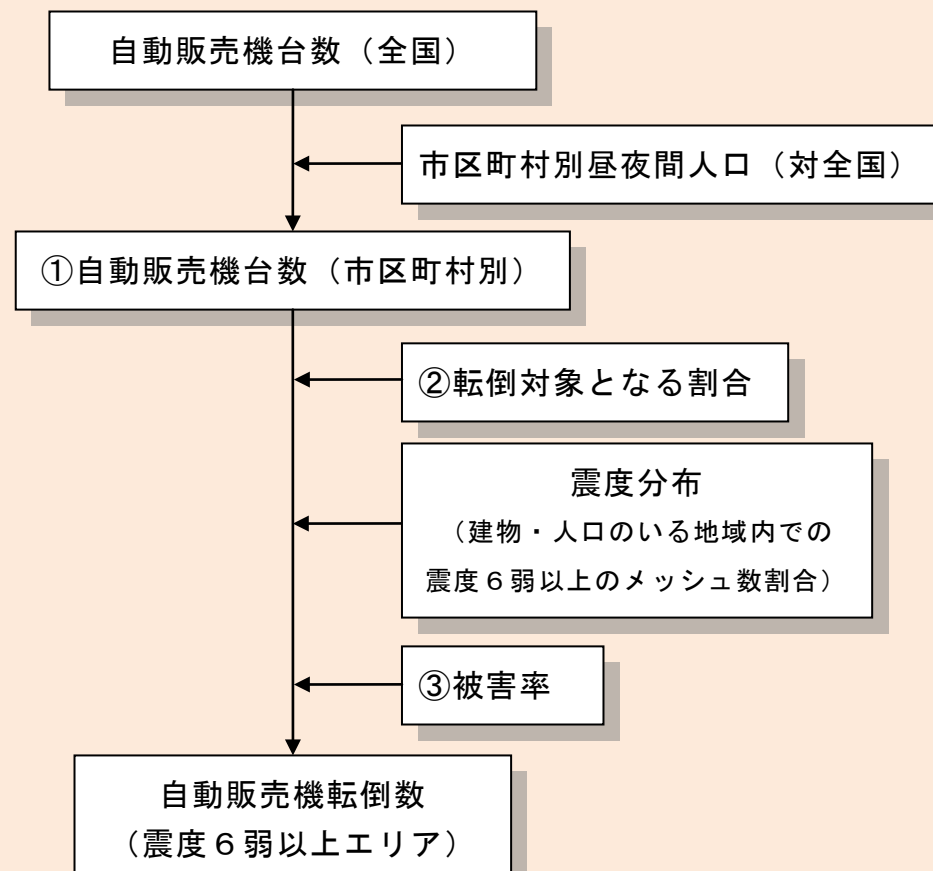 自動販売機台数（全国）
市区町村別昼夜間人口（対全国）
①自動販売機台数（市区町村別）
②転倒対象となる割合
震度分布
（建物・人口のいる地域内での
震度６弱以上のメッシュ数割合）
③被害率
自動販売機転倒数
（震度６弱以上エリア）